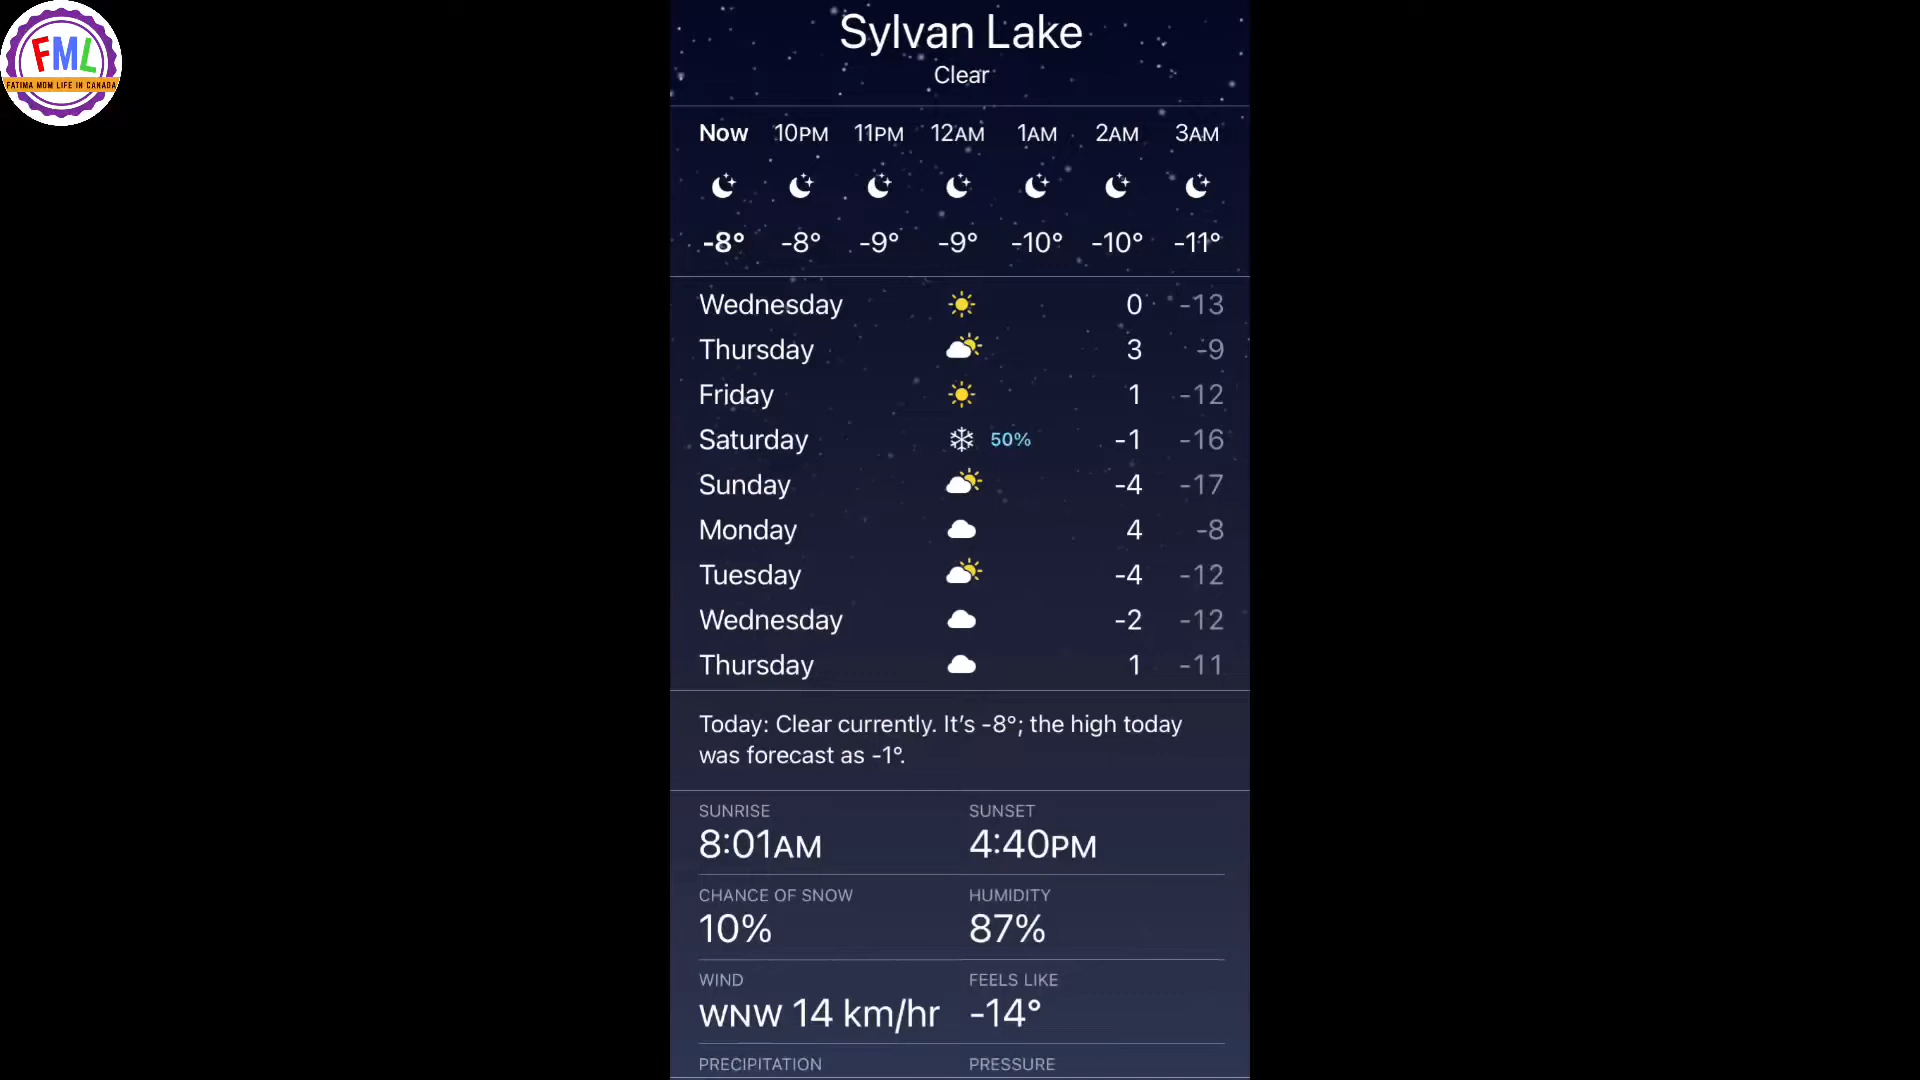 FML
FATIMA MOM LIFE IN CANADA
Sylvan Lake
Clear
Now 10PM 11PM 12AM 1AM 2AM 3AM
-8° -8° -9° -9° -10° -10° -11°
Wednesday 0 -13
Thursday 3 -9
Friday 1 -12
Saturday 50% -1 -16
Sunday -4 -17
Monday 4 -8
Tuesday -4 -12
Wednesday -2 -12
Thursday 1 -11
Today: Clear currently. It’s -8°; the high today
was forecast as -1°.
SUNRISE SUNSET
8:01AM 4:40PM
CHANCE OF SNOW HUMIDITY
10% 87%
WIND FEELS LIKE
WNW 14 km/hr -14°
PRECIPITATION PRESSURE